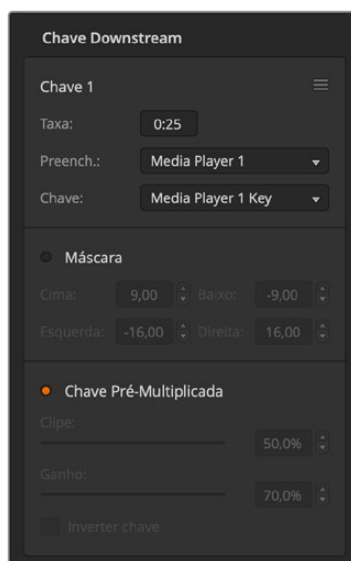 Chave Downstream
Chave 1
Taxa: 0:25
Preench.: Media Player 1
Chave: Media Player 1 Key
Máscara
Cima: 9,00 Baixo: -9,00
Esquerda: -16,00 Direita: 16,00
Chave Pré-Multiplicada
Clipe:
50,0%
Ganho:
70,0%
Inverter chave